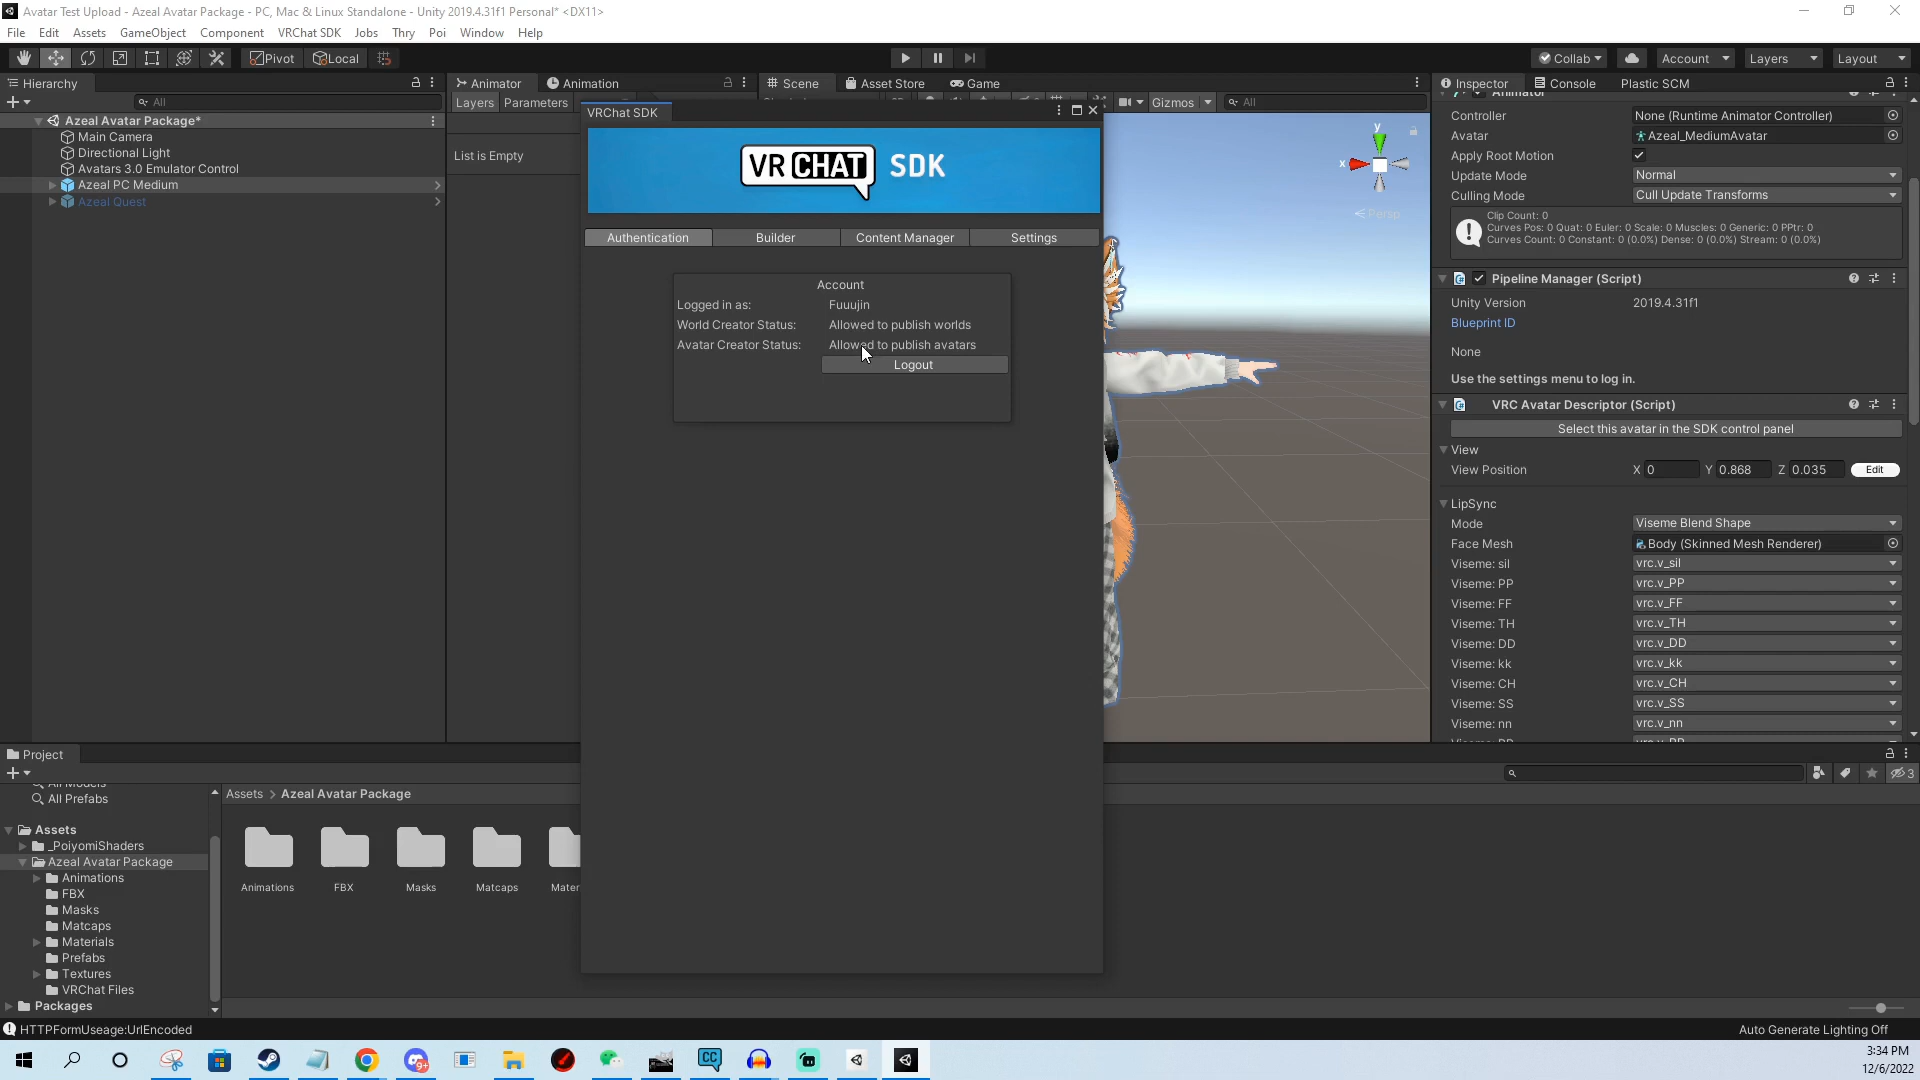 Avatar Test Upload - Azeal Avatar Package - PC, Mac & Linux Standalone - Unity 2019.4.31f1 Personal* <DX11>
File Edit Assets GameObject Component VRChat SDK Jobs Thry Poi Window Help
Pivot Local Collab Account Layers Layout
Hierarchy
All
Azeal Avatar Package*
Main Camera
Directional Light
Avatars 3.0 Emulator Control
Azeal PC Medium
Azeal Quest
Animator Animation
Layers Parameters
List is Empty
Scene Asset Store Game
Gizmos All
y
x
Persp
VRChat SDK
VR CHAT SDK
Authentication Builder Content Manager Settings
Account
Logged in as: Fuuujin
World Creator Status: Allowed to publish worlds
Avatar Creator Status: Allowed to publish avatars
Logout
Inspector Console Plastic SCM
Animator
Controller None (Runtime Animator Controller)
Avatar Azeal_MediumAvatar
Apply Root Motion
Update Mode Normal
Culling Mode Cull Update Transforms
Clip Count: 0
Curves Pos: 0 Quat: 0 Euler: 0 Scale: 0 Muscles: 0 Generic: 0 PPtr: 0
Curves Count: 0 Constant: 0 (0.0%) Dense: 0 (0.0%) Stream: 0 (0.0%)
Pipeline Manager (Script)
Unity Version 2019.4.31f1
Blueprint ID
None
Use the settings menu to log in.
VRC Avatar Descriptor (Script)
Select this avatar in the SDK control panel
View
View Position X 0 Y 0.868 Z 0.035 Edit
LipSync
Mode Viseme Blend Shape
Face Mesh Body (Skinned Mesh Renderer)
Viseme: sil vrc.v_sil
Viseme: PP vrc.v_PP
Viseme: FF vrc.v_FF
Viseme: TH vrc.v_TH
Viseme: DD vrc.v_DD
Viseme: kk vrc.v_kk
Viseme: CH vrc.v_CH
Viseme: SS vrc.v_SS
Viseme: nn vrc.v_nn
Project
3
All Models
All Prefabs
Assets
_PoiyomiShaders
Azeal Avatar Package
Animations
FBX
Masks
Matcaps
Materials
Prefabs
Textures
VRChat Files
Packages
Assets > Azeal Avatar Package
Animations FBX Masks Matcaps Mater
HTTPFormUseage:UrlEncoded
Auto Generate Lighting Off
CC
9+
3:34 PM
12/6/2022